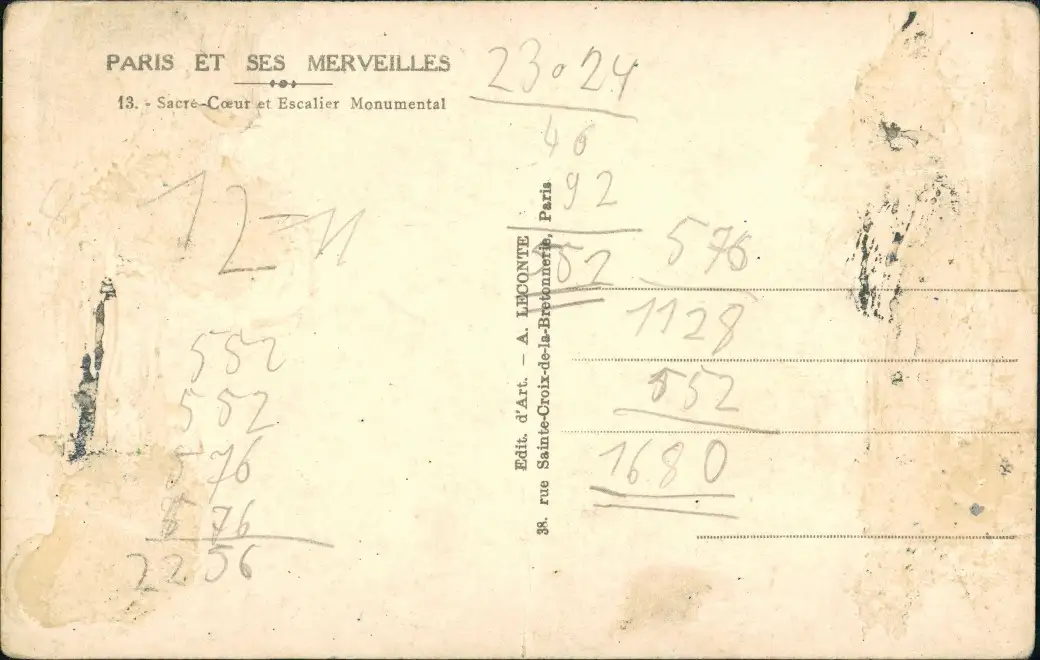 PARIS ET SES MERVEILLES
13. - Sacré-Cœur et Escalier Monumental
12-11
552
552
576
576
2256
Edit. d'Art. — A. LECONTE
38. rue Sainte-Croix-de-la-Bretonnerie, Paris
23 o 24
46
92
552
576
1128
552
1680